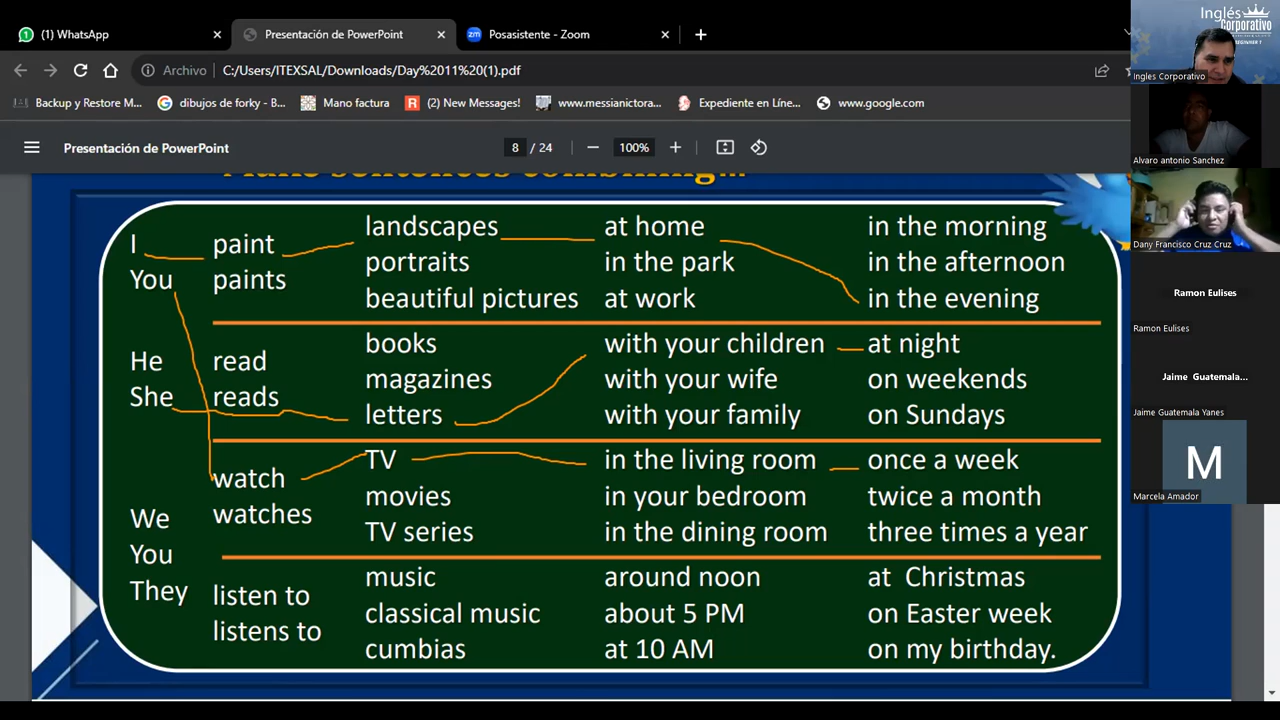 (1) WhatsApp
Presentación de PowerPoint
Posasistente - Zoom
Archivo
C:/Users/ITEXSAL/Downloads/Day%2011%20(1).pdf
Backup y Restore M...
dibujos de forky - B...
Mano factura
(2) New Messages!
www.messianictora...
Expediente en Líne...
www.google.com
Presentación de PowerPoint
8 / 24
100%
Make sentences combining...
I
You
He
She
We
You
They
paint
paints
landscapes
portraits
beautiful pictures
at home
in the park
at work
in the morning
in the afternoon
in the evening
read
reads
books
magazines
letters
with your children
with your wife
with your family
at night
on weekends
on Sundays
watch
watches
TV
movies
TV series
in the living room
in your bedroom
in the dining room
once a week
twice a month
three times a year
listen to
listens to
music
classical music
cumbias
around noon
about 5 PM
at 10 AM
at Christmas
on Easter week
on my birthday.
Inglés
Corporativo
BEGINNER 1
Ingles Corporativo
Alvaro antonio Sanchez
Dany Francisco Cruz Cruz
Ramon Eulises
Ramon Eulises
Jaime Guatemala...
Jaime Guatemala Yanes
M
Marcela Amador